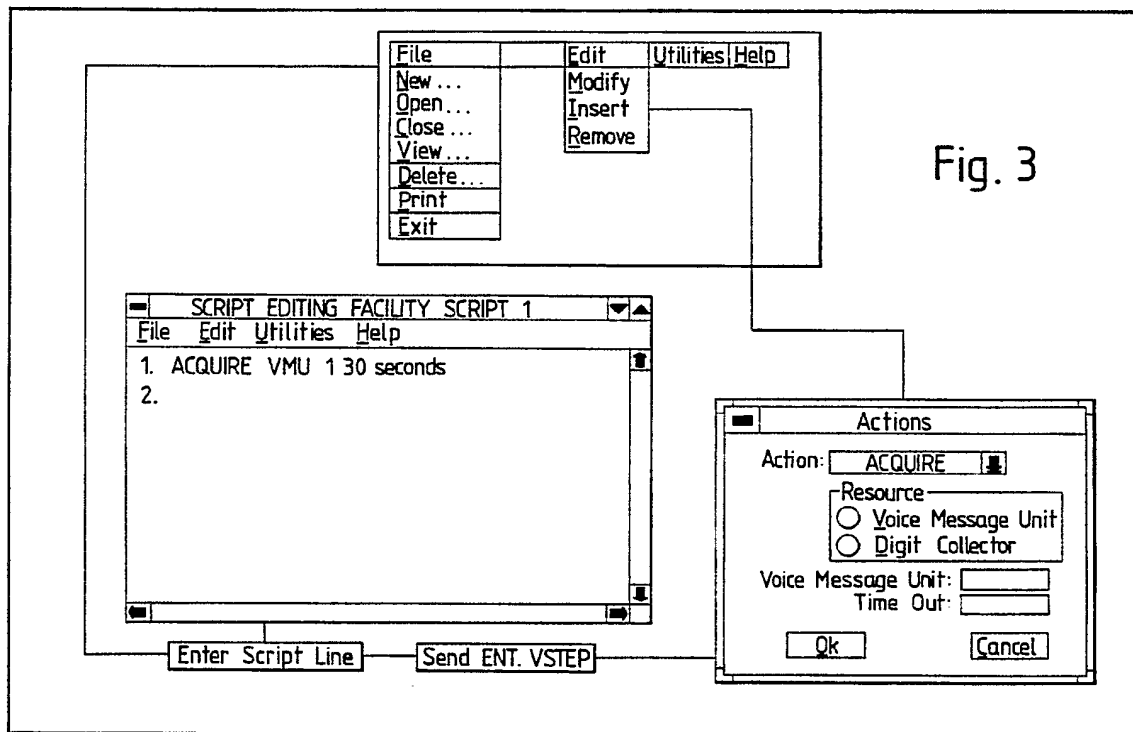 File Edit Utilities Help
New...
Open...
Close...
View...
Delete...
Print
Exit
Modify
Insert
Remove
Fig. 3
SCRIPT EDITING FACILITY SCRIPT 1
File Edit Utilities Help
1. ACQUIRE VMU 1 30 seconds
2.
Actions
Action: ACQUIRE
Resource
Voice Message Unit
Digit Collector
Voice Message Unit:
Time Out:
Ok Cancel
Enter Script Line
Send ENT. VSTEP